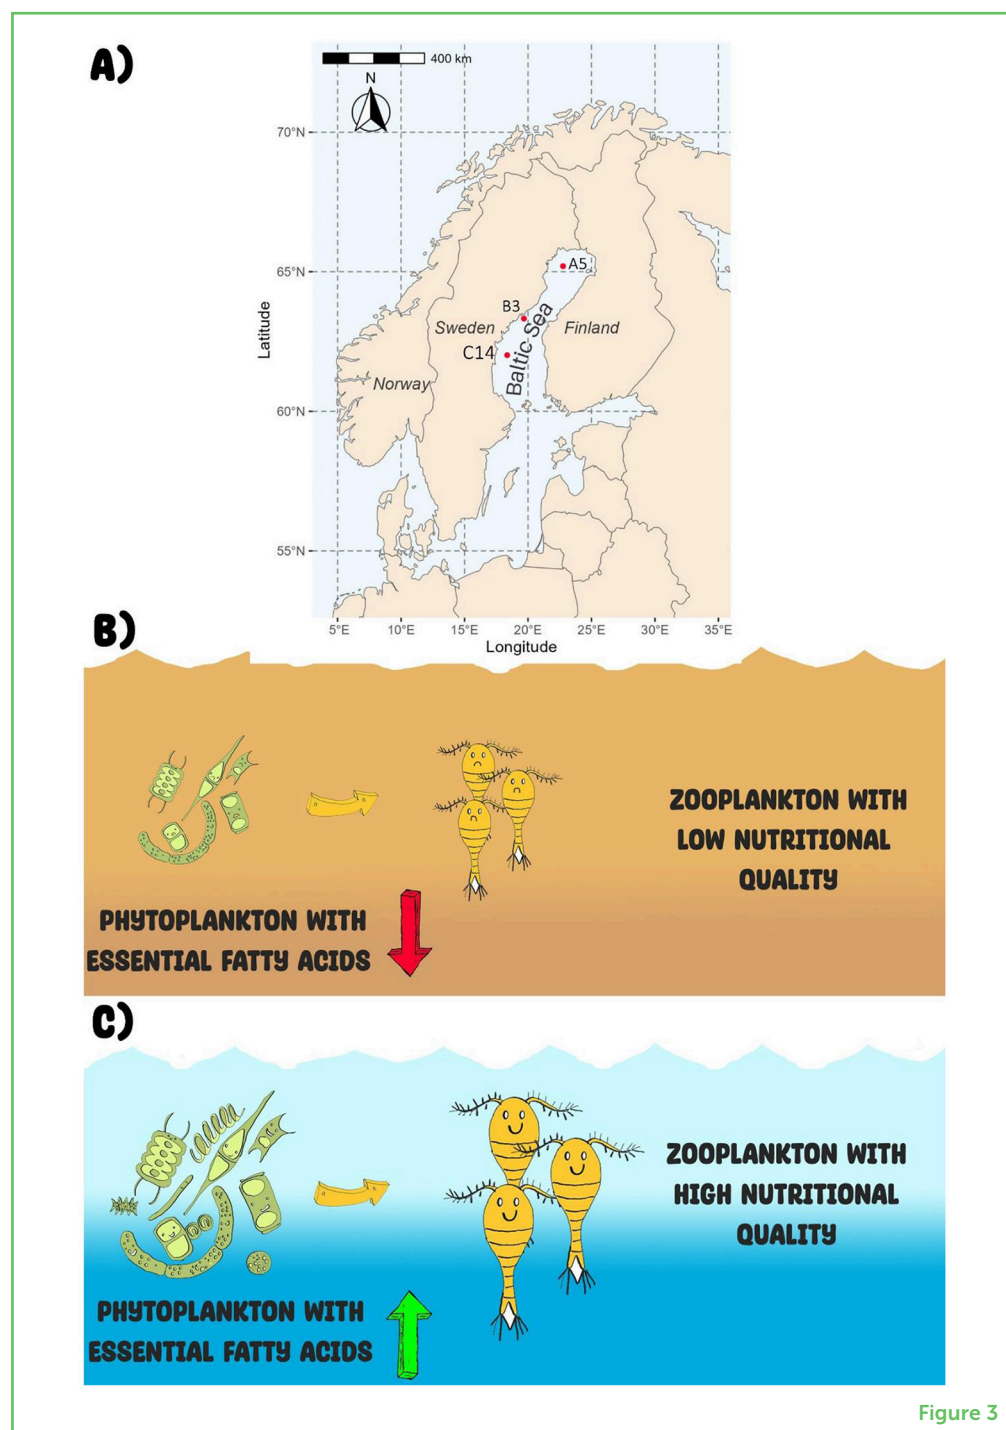 A)
400 km
N
70°N
65°N
60°N
55°N
Latitude
A5
B3
Sweden
Finland
C14
Baltic Sea
Norway
5°E 10°E 15°E 20°E 25°E 30°E 35°E
Longitude
B)
ZOOPLANKTON WITH
LOW NUTRITIONAL
QUALITY
PHYTOPLANKTON WITH
ESSENTIAL FATTY ACIDS
C)
ZOOPLANKTON WITH
HIGH NUTRITIONAL
QUALITY
PHYTOPLANKTON WITH
ESSENTIAL FATTY ACIDS
Figure 3